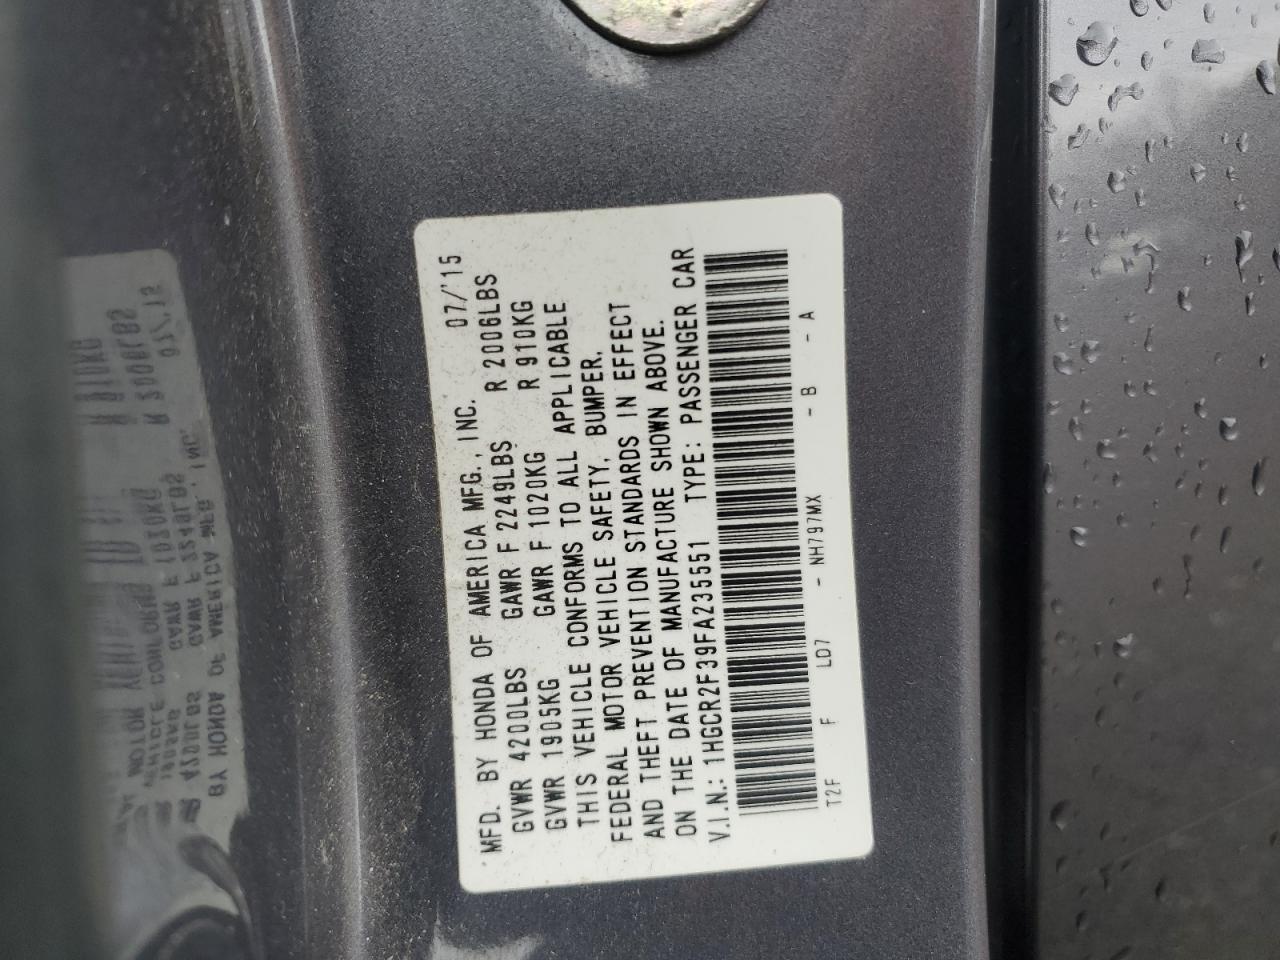 MFD. BY HONDA OF AMERICA MFG., INC. 07/'15
GVWR 4200LBS GAWR F 2249LBS R 2006LBS
GVWR 1905KG GAWR F 1020KG R 910KG
THIS VEHICLE CONFORMS TO ALL APPLICABLE
FEDERAL MOTOR VEHICLE SAFETY, BUMPER,
AND THEFT PREVENTION STANDARDS IN EFFECT
ON THE DATE OF MANUFACTURE SHOWN ABOVE.
V.I.N.: 1HGCR2F39FA235551 TYPE: PASSENGER CAR
F LD7 - NH797MX - B - A
T2F